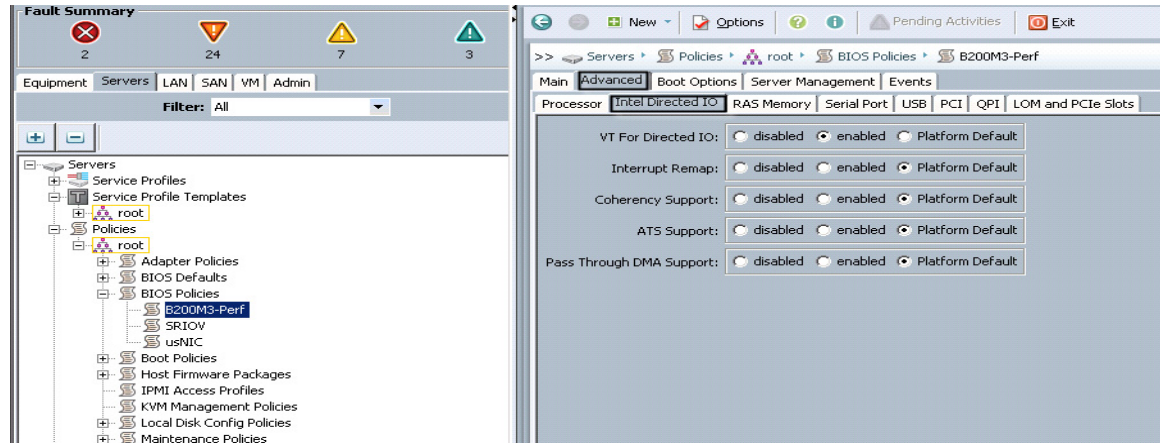 Fault Summary
2 24 7 3
Equipment Servers LAN SAN VM Admin
Filter: All
Servers
Service Profiles
Service Profile Templates
root
Policies
root
Adapter Policies
BIOS Defaults
BIOS Policies
B200M3-Perf
SRIOV
usNIC
Boot Policies
Host Firmware Packages
IPMI Access Profiles
KVM Management Policies
Local Disk Config Policies
Maintenance Policies
New Options Pending Activities Exit
>> Servers Policies root BIOS Policies B200M3-Perf
Main Advanced Boot Options Server Management Events
Processor Intel Directed IO RAS Memory Serial Port USB PCI QPI LOM and PCIe Slots
VT For Directed IO: disabled enabled Platform Default
Interrupt Remap: disabled enabled Platform Default
Coherency Support: disabled enabled Platform Default
ATS Support: disabled enabled Platform Default
Pass Through DMA Support: disabled enabled Platform Default